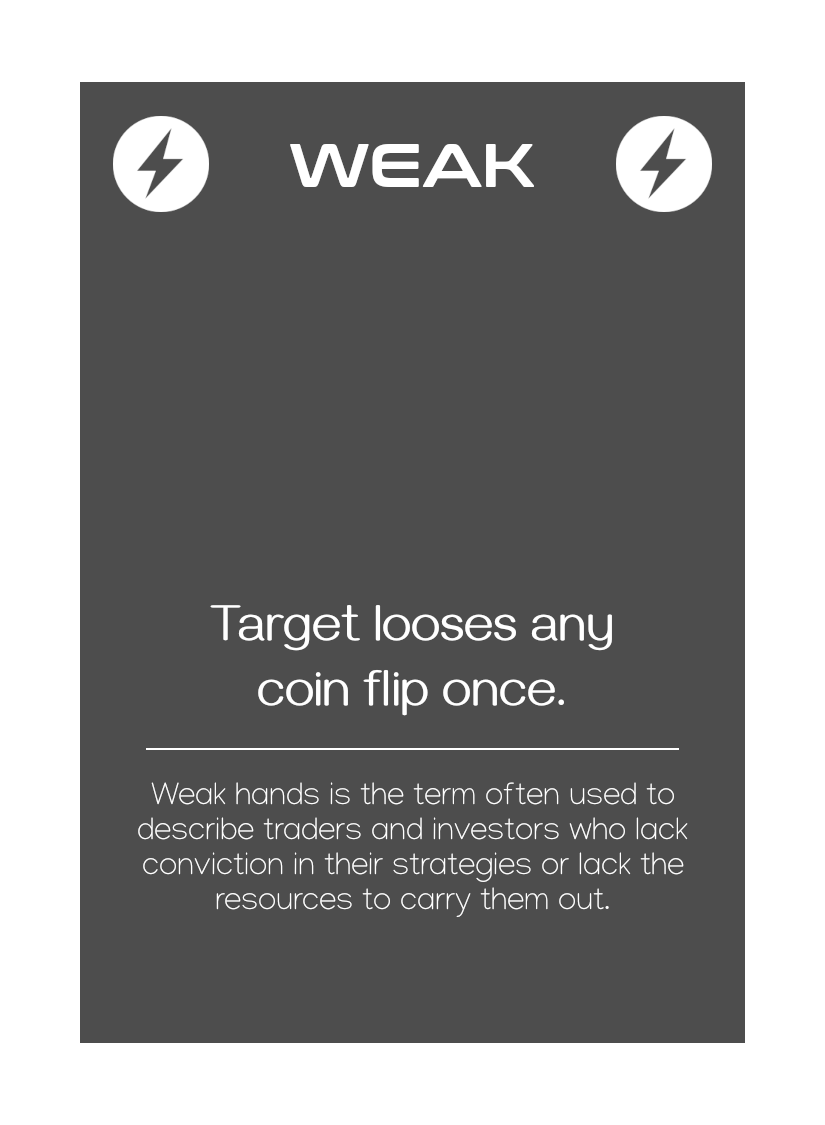 WEAK
Target looses any
coin flip once.
Weak hands is the term often used to
describe traders and investors who lack
conviction in their strategies or lack the
resources to carry them out.